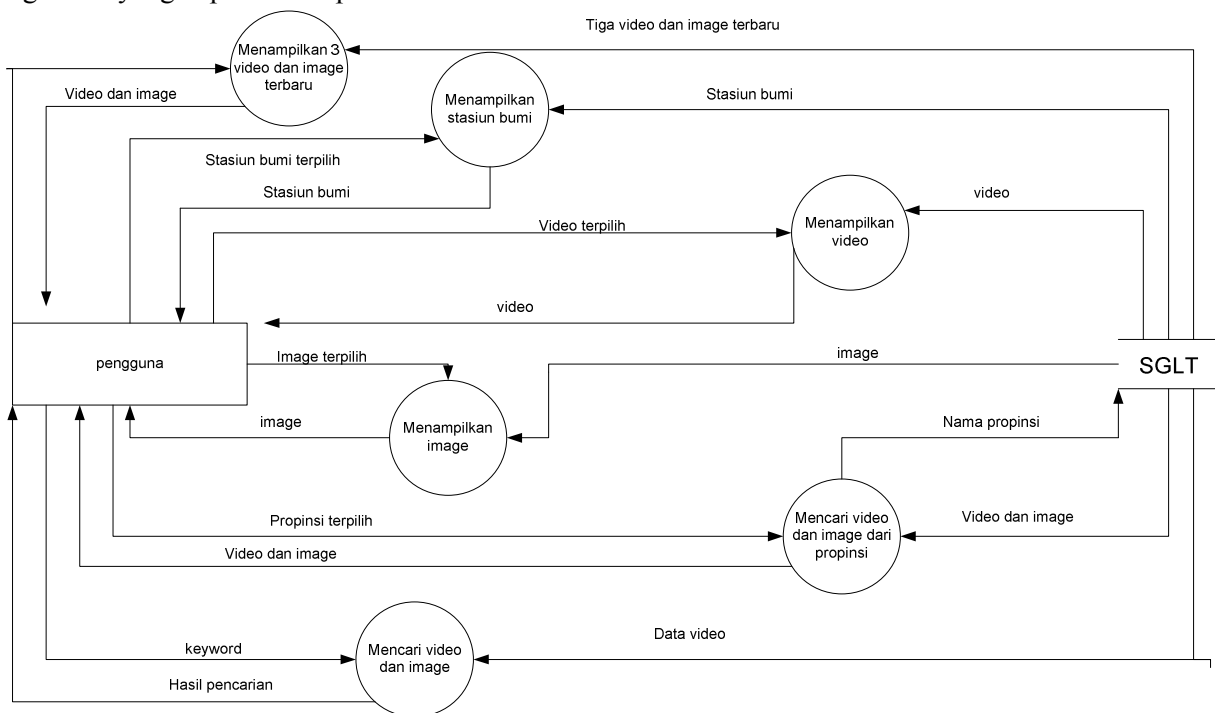 Tiga video dan image terbaru
Menampilkan 3
video dan image
terbaru
Video dan image
Menampilkan
stasiun bumi
Stasiun bumi
Stasiun bumi terpilih
Stasiun bumi
video
Video terpilih
Menampilkan
video
video
pengguna
Image terpilih
image
SGLT
image
Menampilkan
image
Nama propinsi
Propinsi terpilih
Mencari video
dan image dari
propinsi
Video dan image
Video dan image
Data video
keyword
Mencari video
dan image
Hasil pencarian